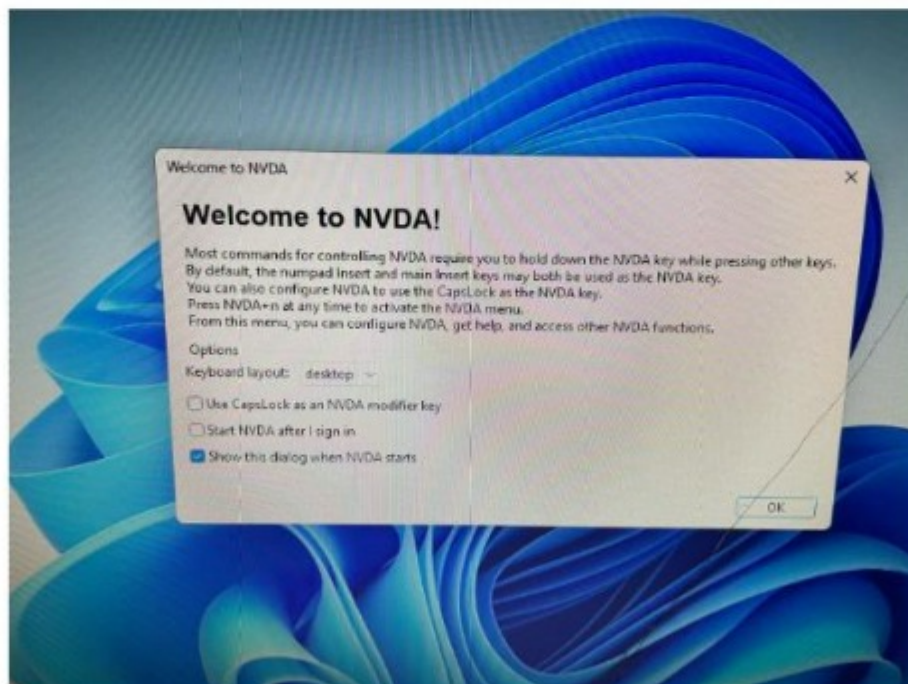 Welcome to NVDA
Welcome to NVDA!
Most commands for controlling NVDA require you to hold down the NVDA key while pressing other keys.
By default, the numpad Insert and main Insert keys may both be used as the NVDA key.
You can also configure NVDA to use the CapsLock as the NVDA key.
Press NVDA+n at any time to activate the NVDA menu.
From this menu, you can configure NVDA, get help, and access other NVDA functions.
Options
Keyboard layout: desktop
Use CapsLock as an NVDA modifier key
Start NVDA after I sign in
Show this dialog when NVDA starts
OK